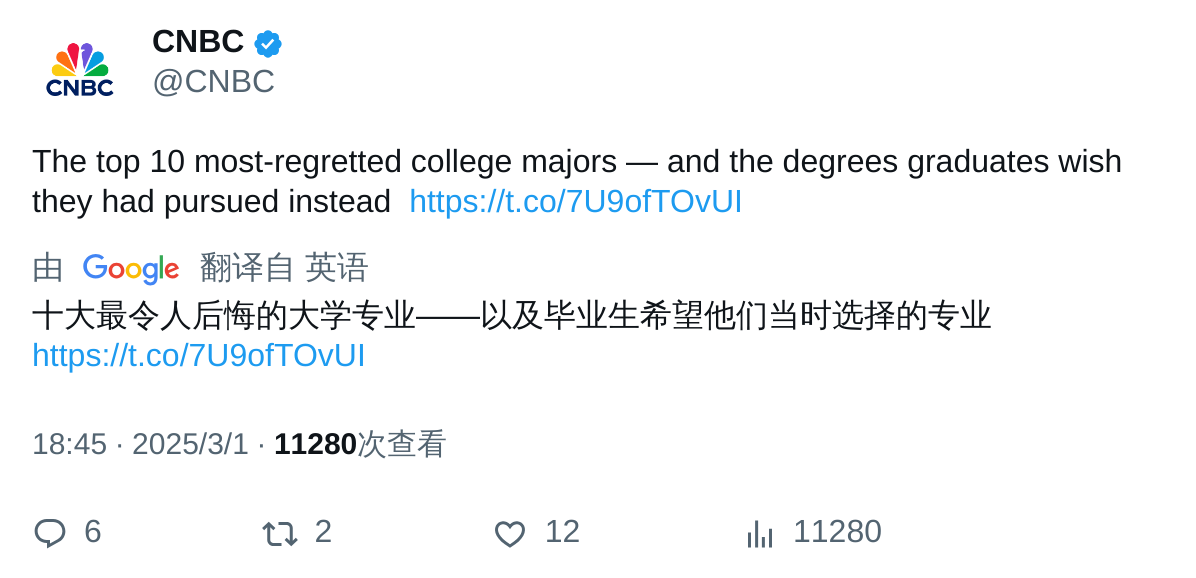 CNBC
CNBC
@CNBC
The top 10 most-regretted college majors — and the degrees graduates wish
they had pursued instead https://t.co/7U9ofTOvUI
由 Google 翻译自 英语
十大最令人后悔的大学专业——以及毕业生希望他们当时选择的专业
https://t.co/7U9ofTOvUI
18:45 · 2025/3/1 · 11280次查看
6 2 12 11280